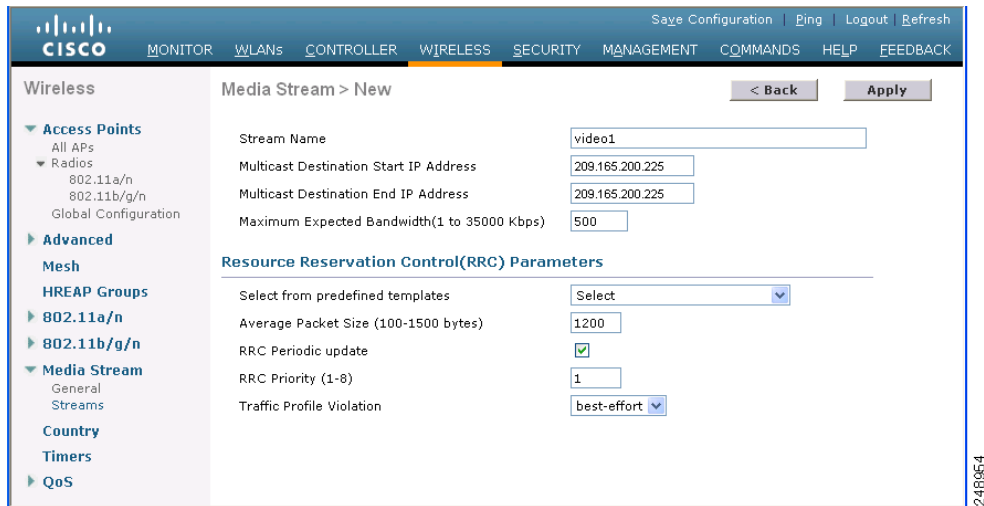 Save Configuration | Ping | Logout | Refresh
CISCO MONITOR WLANs CONTROLLER WIRELESS SECURITY MANAGEMENT COMMANDS HELP FEEDBACK
Wireless
Access Points
All APs
Radios
802.11a/n
802.11b/g/n
Global Configuration
Advanced
Mesh
HREAP Groups
802.11a/n
802.11b/g/n
Media Stream
General
Streams
Country
Timers
QoS
Media Stream > New
< Back Apply
Stream Name video1
Multicast Destination Start IP Address 209.165.200.225
Multicast Destination End IP Address 209.165.200.225
Maximum Expected Bandwidth(1 to 35000 Kbps) 500
Resource Reservation Control(RRC) Parameters
Select from predefined templates Select
Average Packet Size (100-1500 bytes) 1200
RRC Periodic update
RRC Priority (1-8) 1
Traffic Profile Violation best-effort
248954